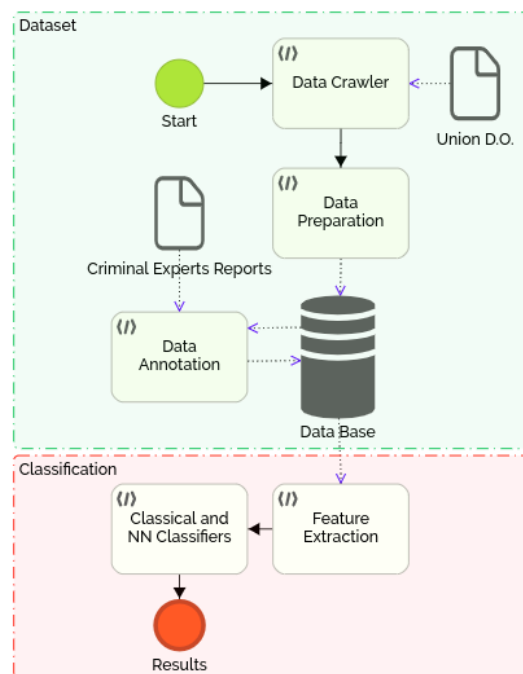 Dataset
Data Crawler
Start
Union D.O.
Data
Preparation
Criminal Experts Reports
Data
Annotation
Data Base
Classification
Classical and
NN Classifiers
Feature
Extraction
Results